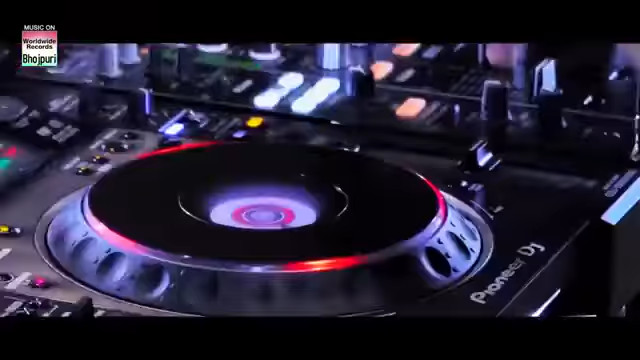 MUSIC ON
Worldwide
Records
Bhojpuri
Pioneer Dj